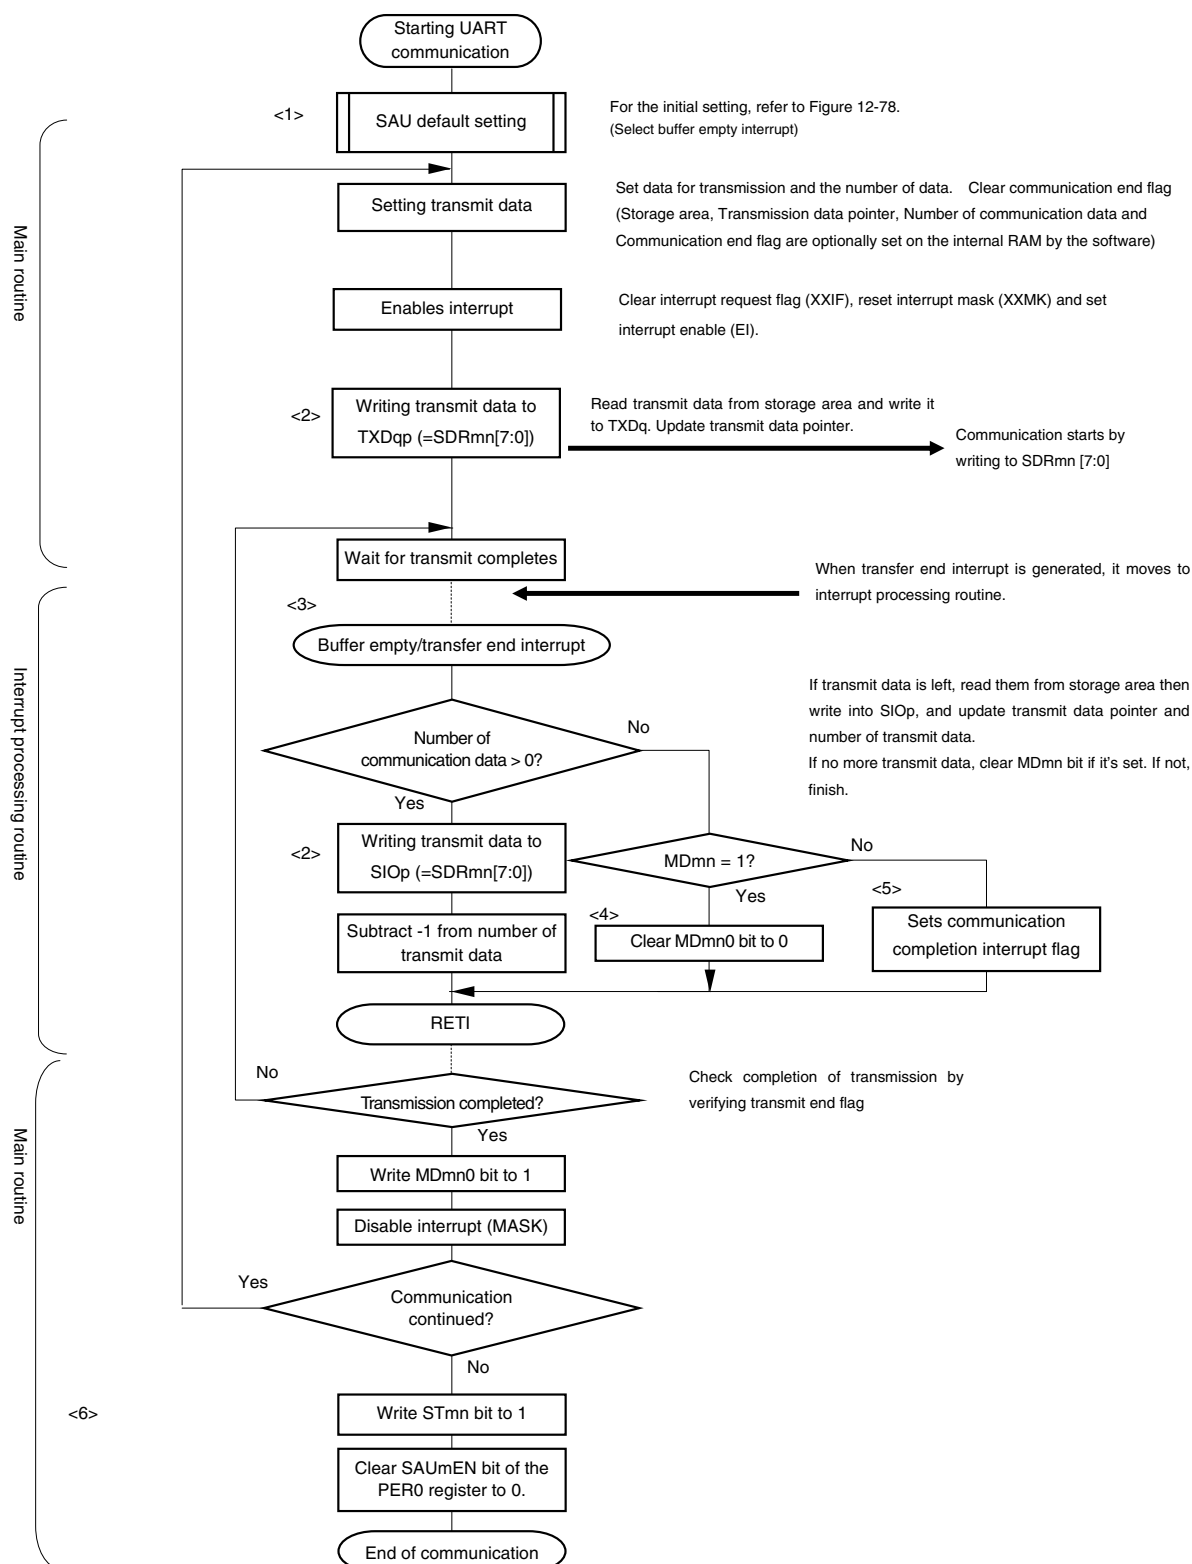 Starting UART
communication
<1>
SAU default setting
For the initial setting, refer to Figure 12-78.
(Select buffer empty interrupt)
Setting transmit data
Set data for transmission and the number of data. Clear communication end flag
(Storage area, Transmission data pointer, Number of communication data and
Communication end flag are optionally set on the internal RAM by the software)
Main routine
Enables interrupt
Clear interrupt request flag (XXIF), reset interrupt mask (XXMK) and set
interrupt enable (EI).
<2>
Writing transmit data to
TXDqp (=SDRmn[7:0])
Read transmit data from storage area and write it
to TXDq. Update transmit data pointer.
Communication starts by
writing to SDRmn [7:0]
Wait for transmit completes
When transfer end interrupt is generated, it moves to
interrupt processing routine.
<3>
Buffer empty/transfer end interrupt
Interrupt processing routine
If transmit data is left, read them from storage area then
write into SIOp, and update transmit data pointer and
number of transmit data.
If no more transmit data, clear MDmn bit if it's set. If not,
finish.
Number of
communication data > 0?
No
Yes
<2>
Writing transmit data to
SIOp (=SDRmn[7:0])
MDmn = 1?
No
Yes
<4>
<5>
Subtract -1 from number of
transmit data
Clear MDmn0 bit to 0
Sets communication
completion interrupt flag
RETI
No
Transmission completed?
Check completion of transmission by
verifying transmit end flag
Yes
Main routine
Write MDmn0 bit to 1
Disable interrupt (MASK)
Yes
Communication
continued?
No
<6>
Write STmn bit to 1
Clear SAUmEN bit of the
PER0 register to 0.
End of communication